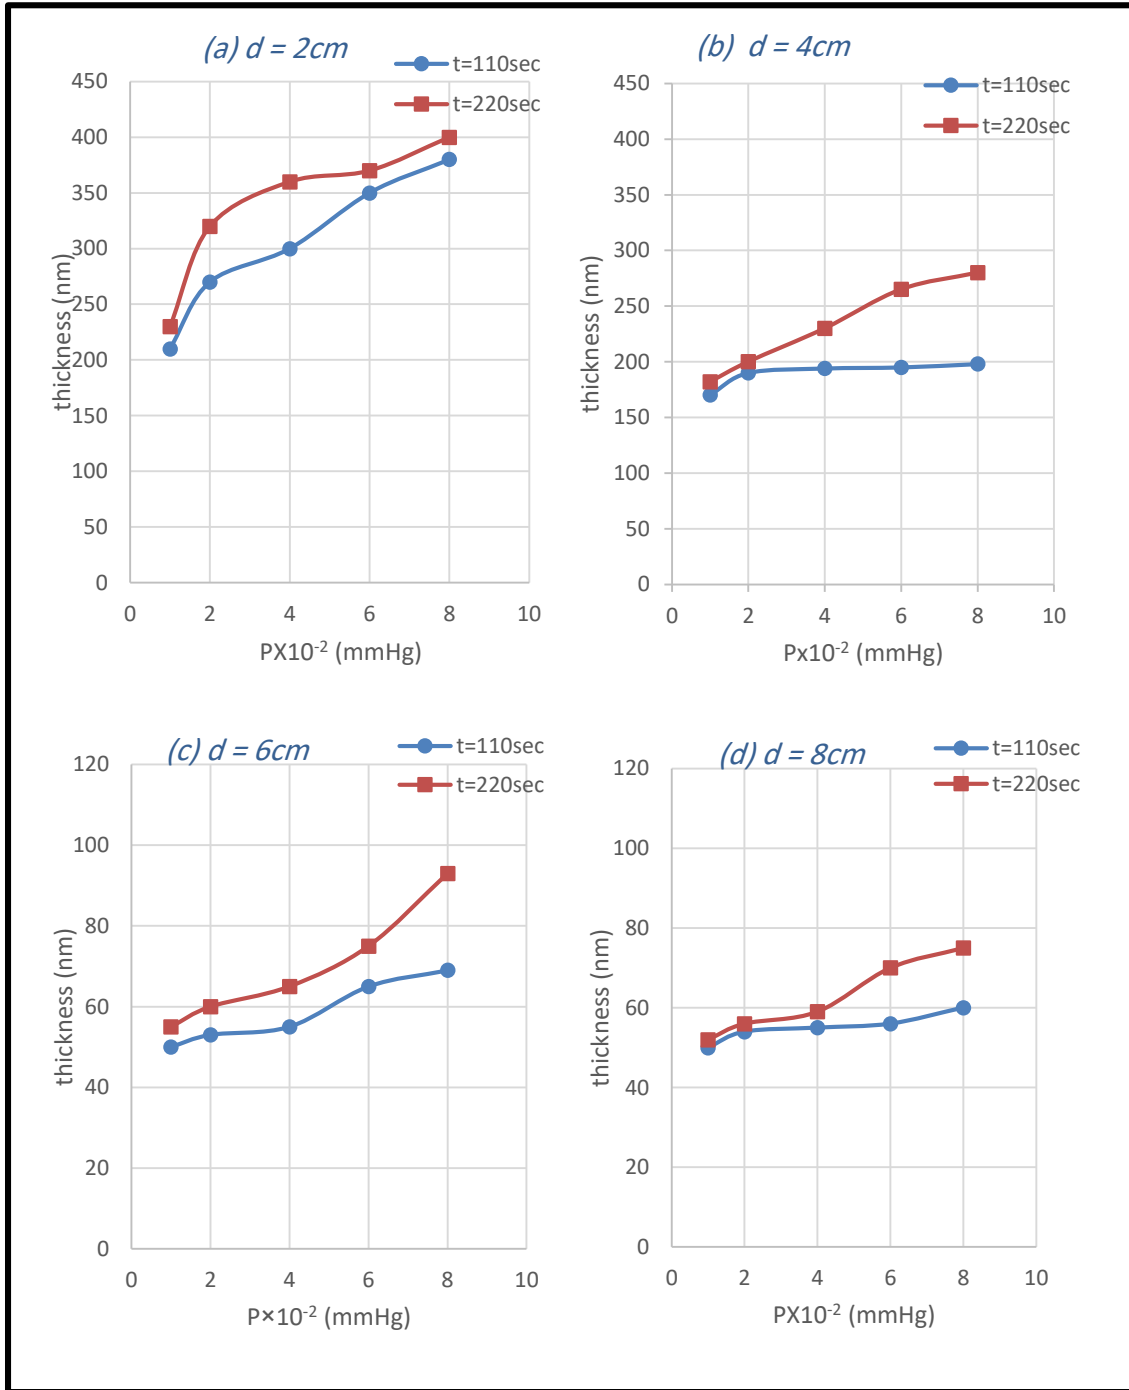 (a) d = 2cm
t=110sec
t=220sec
450
400
350
300
250
200
150
100
50
0
thickness (nm)
0 2 4 6 8 10
PX10⁻² (mmHg)
(b) d = 4cm
t=110sec
t=220sec
450
400
350
300
250
200
150
100
50
0
thickness (nm)
0 2 4 6 8 10
Px10⁻² (mmHg)
(c) d = 6cm
t=110sec
t=220sec
120
100
80
60
40
20
0
thickness (nm)
0 2 4 6 8 10
P×10⁻² (mmHg)
(d) d = 8cm
t=110sec
t=220sec
120
100
80
60
40
20
0
thickness (nm)
0 2 4 6 8 10
PX10⁻² (mmHg)